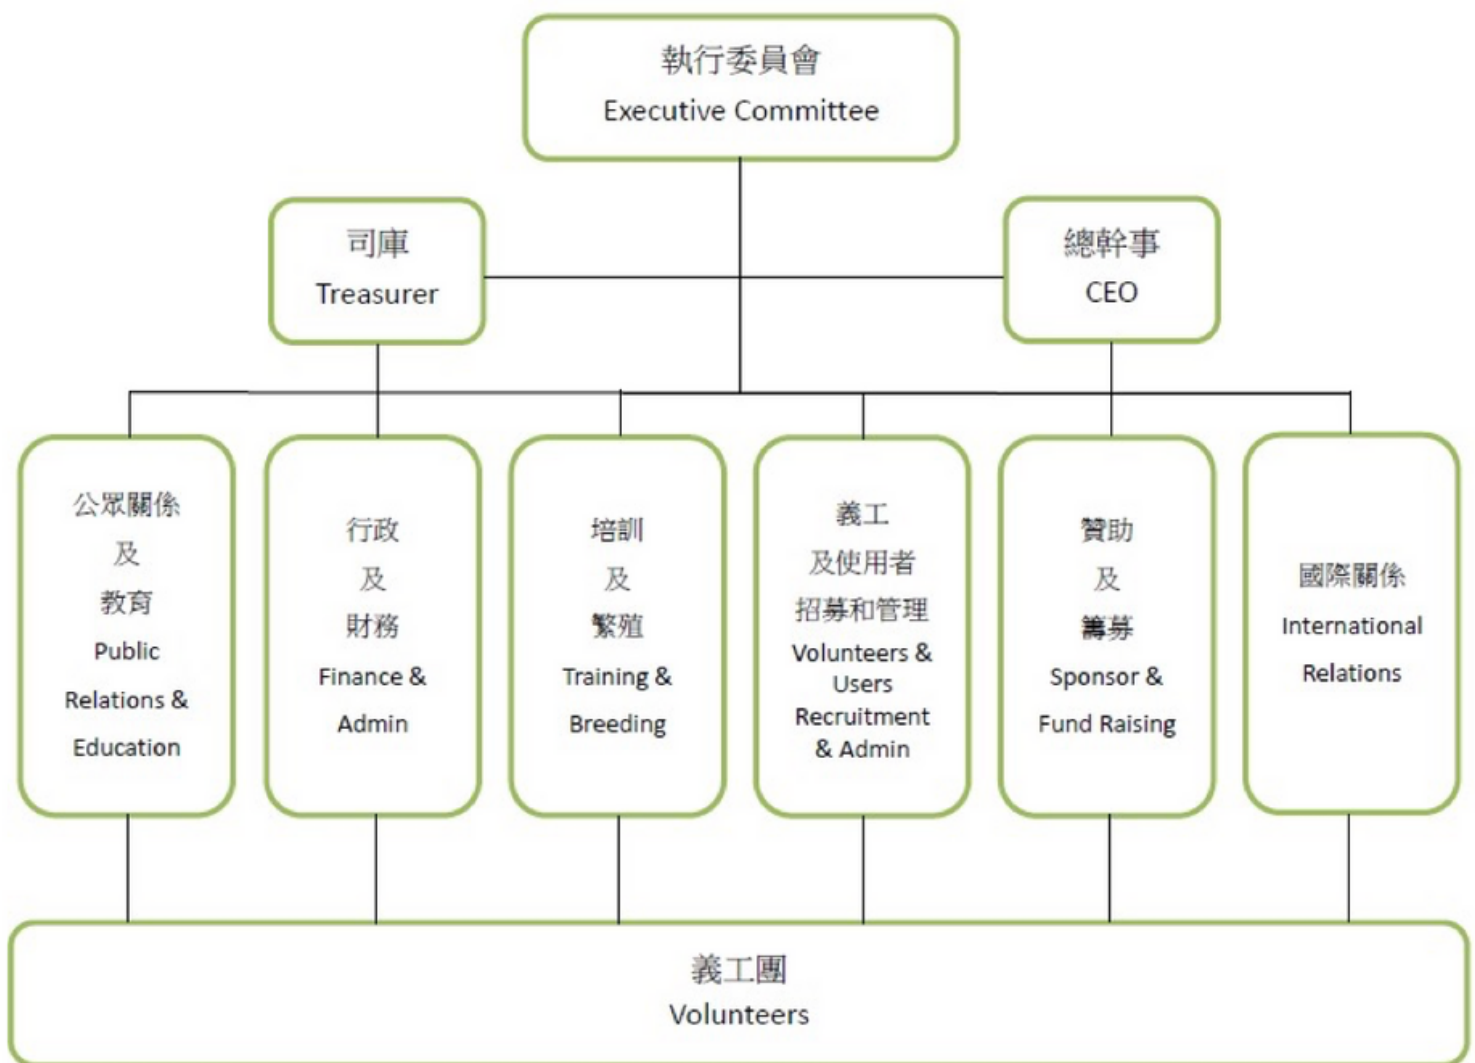 執行委員會
Executive Committee
司庫
Treasurer
總幹事
CEO
公眾關係
及
教育
Public
Relations &
Education
行政
及
財務
Finance &
Admin
培訓
及
繁殖
Training &
Breeding
義工
及使用者
招募和管理
Volunteers &
Users
Recruitment
& Admin
贊助
及
籌募
Sponsor &
Fund Raising
國際關係
International
Relations
義工團
Volunteers